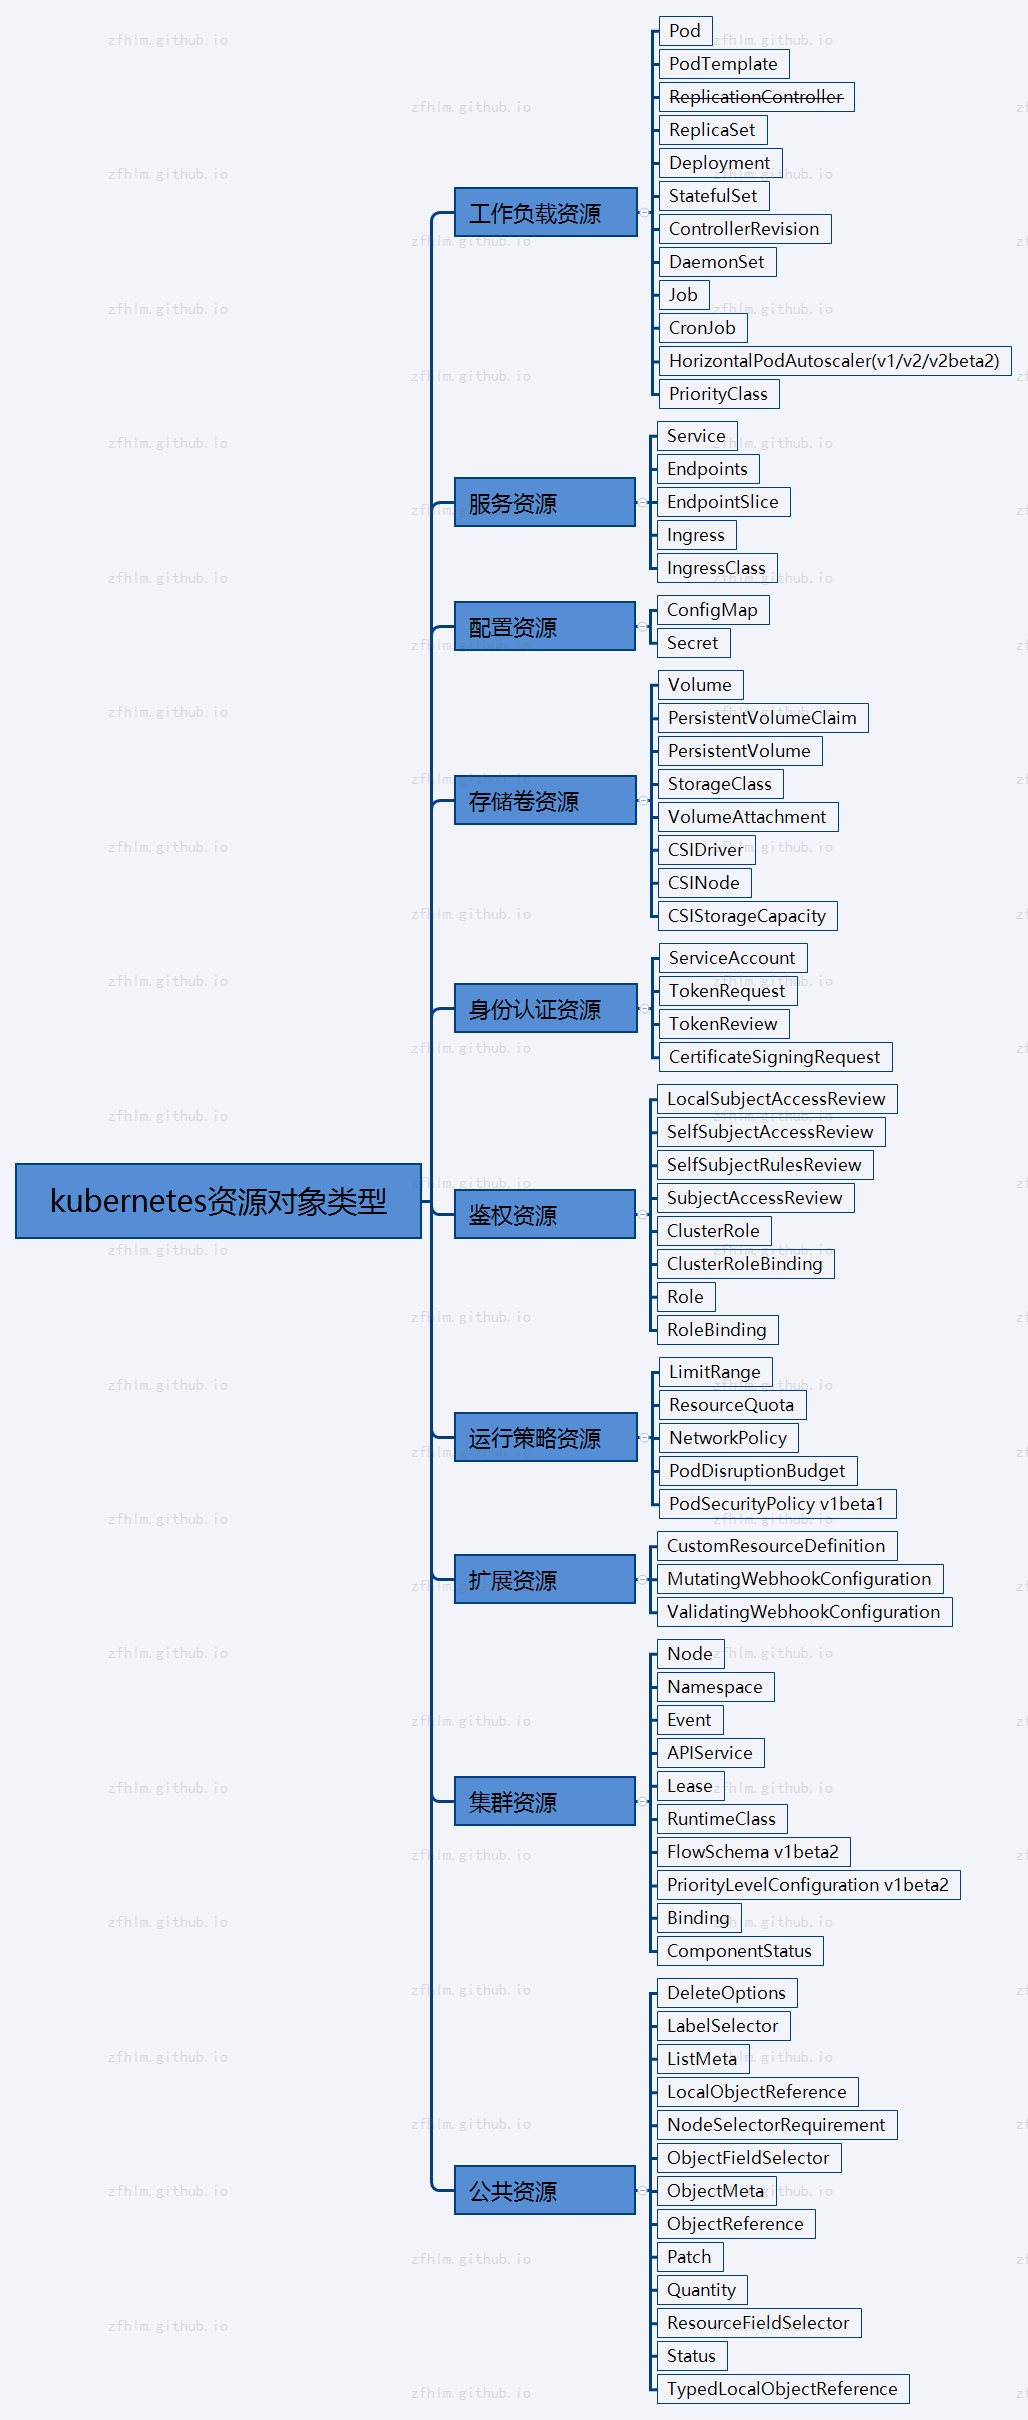 kubernetes资源对象类型
工作负载资源
Pod
PodTemplate
ReplicationController
ReplicaSet
Deployment
StatefulSet
ControllerRevision
DaemonSet
Job
CronJob
HorizontalPodAutoscaler(v1/v2/v2beta2)
PriorityClass
服务资源
Service
Endpoints
EndpointSlice
Ingress
IngressClass
配置资源
ConfigMap
Secret
存储卷资源
Volume
PersistentVolumeClaim
PersistentVolume
StorageClass
VolumeAttachment
CSIDriver
CSINode
CSIStorageCapacity
身份认证资源
ServiceAccount
TokenRequest
TokenReview
CertificateSigningRequest
鉴权资源
LocalSubjectAccessReview
SelfSubjectAccessReview
SelfSubjectRulesReview
SubjectAccessReview
ClusterRole
ClusterRoleBinding
Role
RoleBinding
运行策略资源
LimitRange
ResourceQuota
NetworkPolicy
PodDisruptionBudget
PodSecurityPolicy v1beta1
扩展资源
CustomResourceDefinition
MutatingWebhookConfiguration
ValidatingWebhookConfiguration
集群资源
Node
Namespace
Event
APIService
Lease
RuntimeClass
FlowSchema v1beta2
PriorityLevelConfiguration v1beta2
Binding
ComponentStatus
公共资源
DeleteOptions
LabelSelector
ListMeta
LocalObjectReference
NodeSelectorRequirement
ObjectFieldSelector
ObjectMeta
ObjectReference
Patch
Quantity
ResourceFieldSelector
Status
TypedLocalObjectReference
zfhlm.github.io